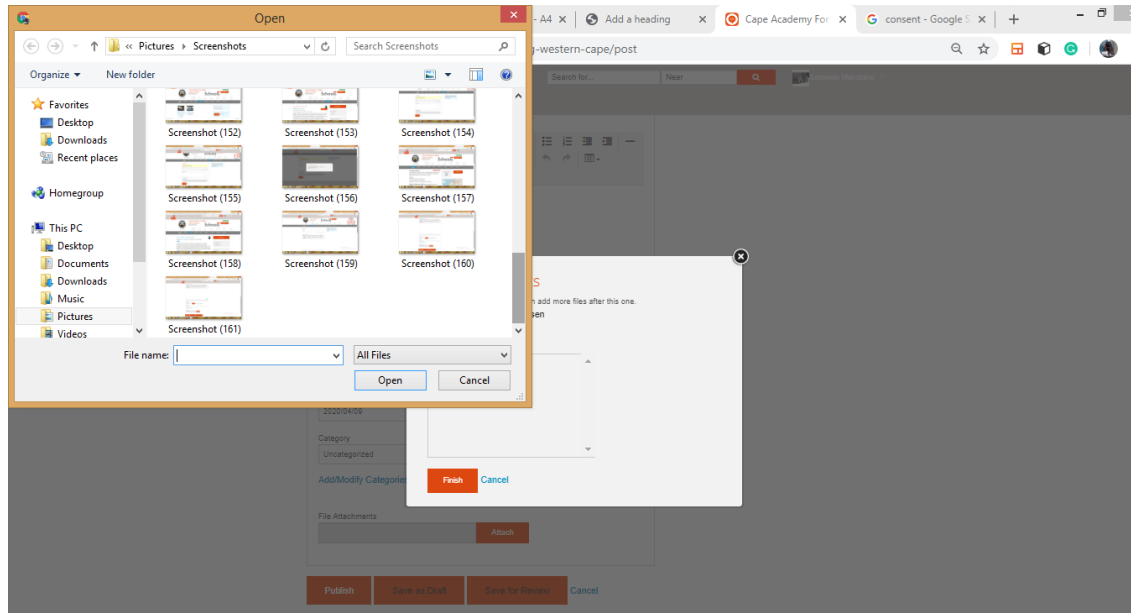 Open
- A4
Add a heading
Cape Academy For
consent - Google S
« Pictures Screenshots
Search Screenshots
g-western-cape/post
Organize
New folder
Search for...
Near
Favorites
Desktop
Downloads
Recent places
Homegroup
This PC
Desktop
Documents
Downloads
Music
Pictures
Videos
Screenshot (152)
Screenshot (153)
Screenshot (154)
Screenshot (155)
Screenshot (156)
Screenshot (157)
Screenshot (158)
Screenshot (159)
Screenshot (160)
Screenshot (161)
File name:
All Files
Open
Cancel
s
n add more files after this one.
sen
2020/04/09
Category
Uncategorized
Add/Modify Categories
Finish
Cancel
File Attachments
Attach
Publish
Save as Draft
Save for Review
Cancel